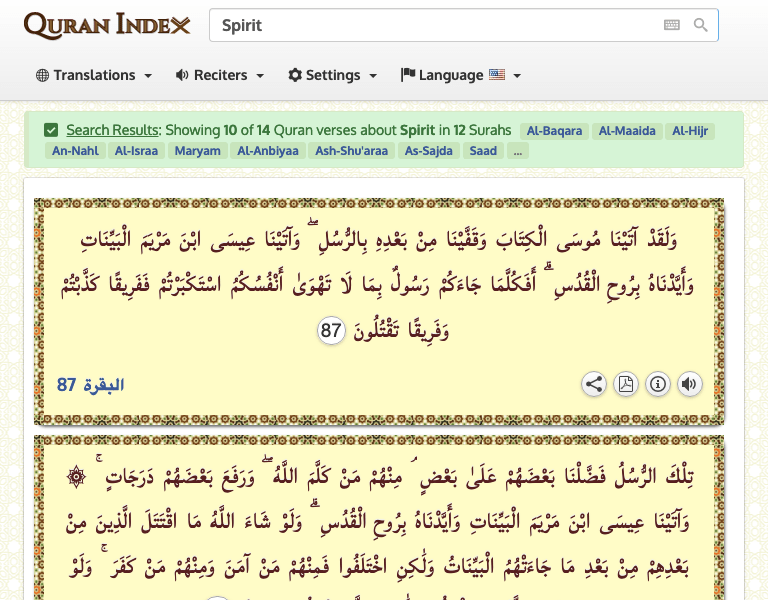 QURAN INDEX
Spirit
Translations
Reciters
Settings
Language
Search Results: Showing 10 of 14 Quran verses about Spirit in 12 Surahs Al-Baqara Al-Maaida Al-Hijr
An-Nahl Al-Israa Maryam Al-Anbiyaa Ash-Shu'araa As-Sajda Saad ...
وَلَقَدْ آتَيْنَا مُوسَى الْكِتَابَ وَقَفَّيْنَا مِنْ بَعْدِهِ بِالرُّسُلِ ۖ وَآتَيْنَا عِيسَى ابْنَ مَرْيَمَ الْبَيِّنَاتِ
وَأَيَّدْنَاهُ بِرُوحِ الْقُدُسِ ۗ أَفَكُلَّمَا جَاءَكُمْ رَسُولٌ بِمَا لَا تَهْوَىٰ أَنْفُسُكُمُ اسْتَكْبَرْتُمْ فَفَرِيقًا كَذَّبْتُمْ
وَفَرِيقًا تَقْتُلُونَ 87
البقرة 87
تِلْكَ الرُّسُلُ فَضَّلْنَا بَعْضَهُمْ عَلَىٰ بَعْضٍ ۘ مِنْهُمْ مَنْ كَلَّمَ اللَّهُ ۖ وَرَفَعَ بَعْضَهُمْ دَرَجَاتٍ ۚ ۞
وَآتَيْنَا عِيسَى ابْنَ مَرْيَمَ الْبَيِّنَاتِ وَأَيَّدْنَاهُ بِرُوحِ الْقُدُسِ ۗ وَلَوْ شَاءَ اللَّهُ مَا اقْتَتَلَ الَّذِينَ مِنْ
بَعْدِهِمْ مِنْ بَعْدِ مَا جَاءَتْهُمُ الْبَيِّنَاتُ وَلَٰكِنِ اخْتَلَفُوا فَمِنْهُمْ مَنْ آمَنَ وَمِنْهُمْ مَنْ كَفَرَ ۚ وَلَوْ